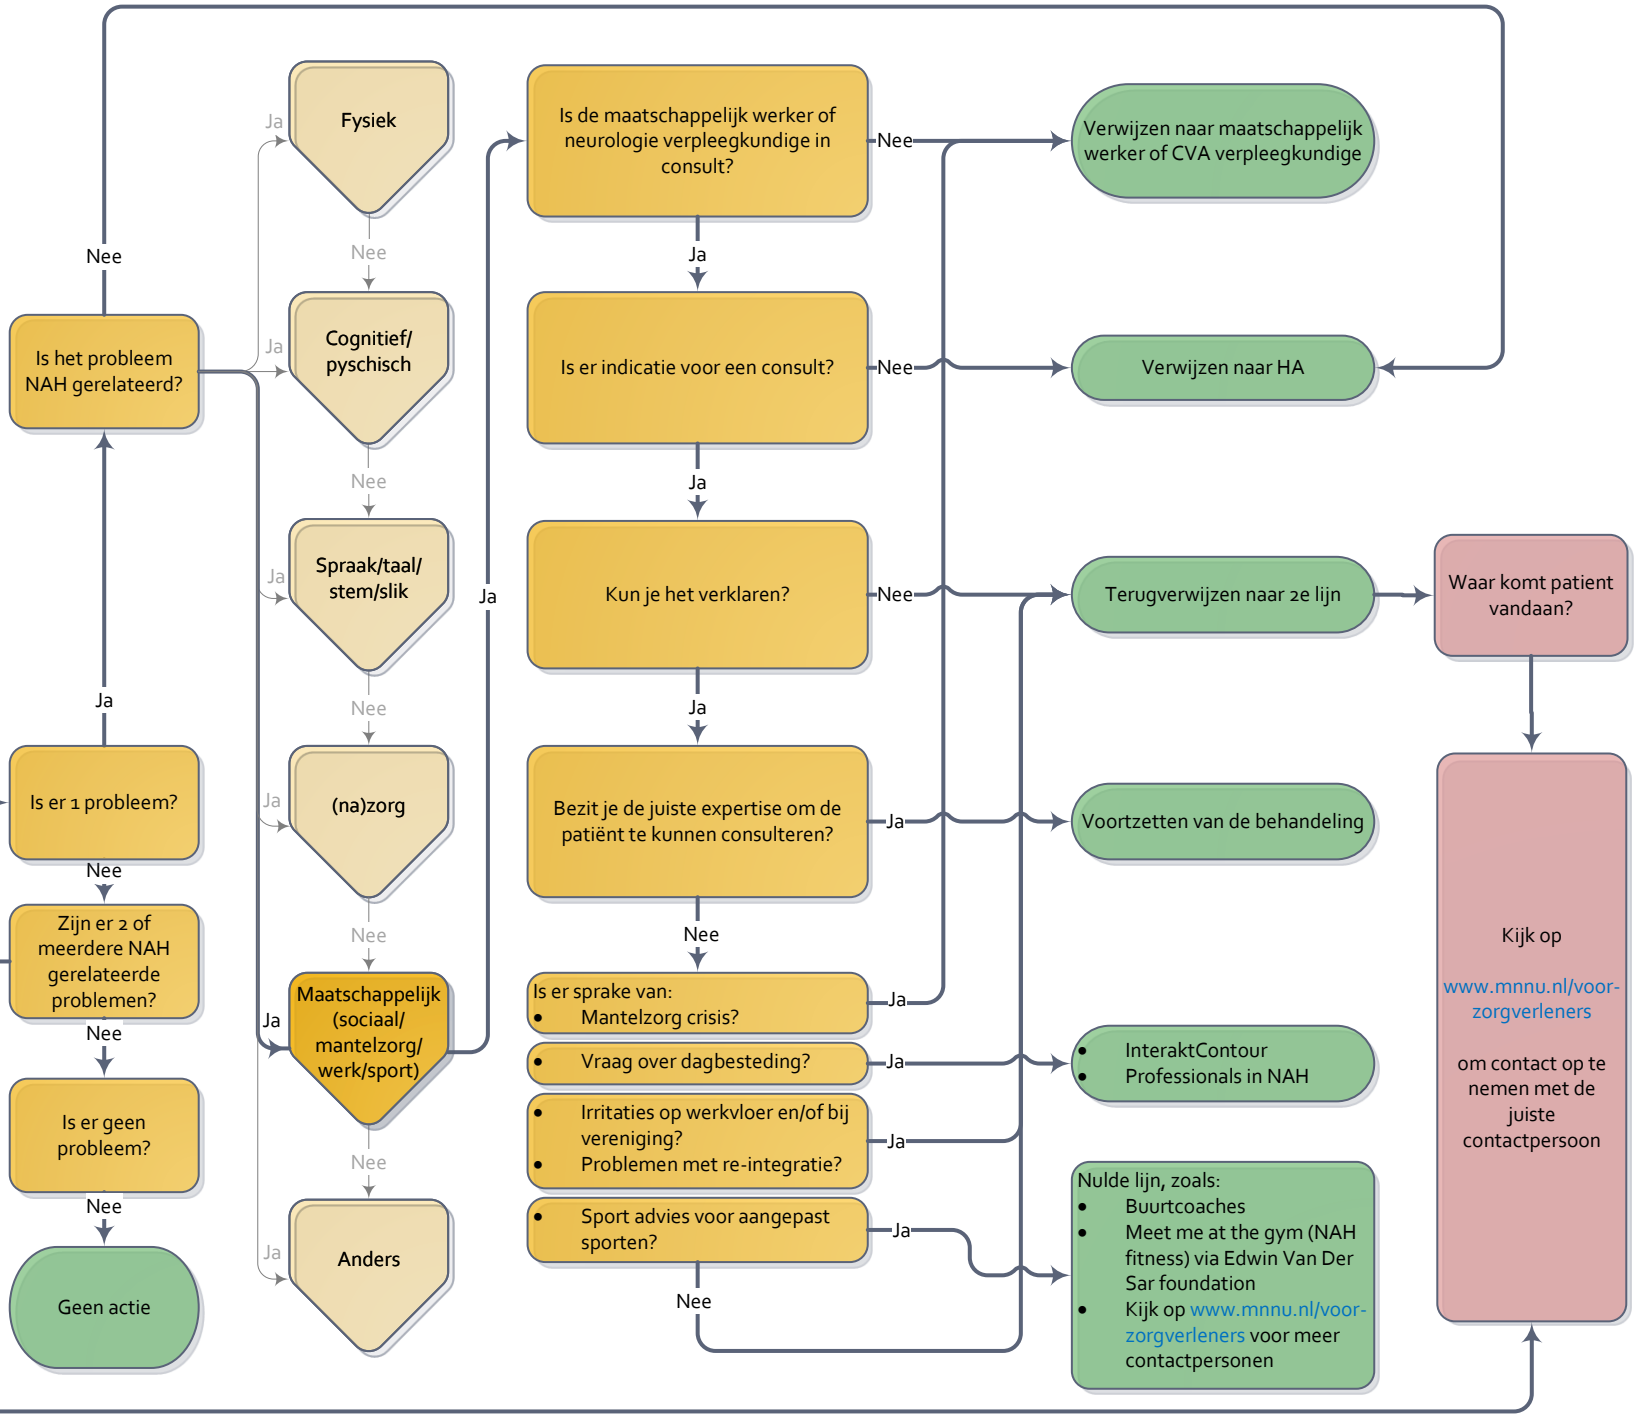 Nee
Is het probleem
NAH gerelateerd?
Ja
Is er 1 probleem?
Nee
Zijn er 2 of
meerdere NAH
gerelateerde
problemen?
Nee
Is er geen
probleem?
Nee
Geen actie
Ja
Fysiek
Nee
Ja
Cognitief/
pyschisch
Nee
Ja
Spraak/taal/
stem/slik
Nee
Ja
(na)zorg
Nee
Ja
Maatschappelijk
(sociaal/
mantelzorg/
werk/sport)
Nee
Ja
Anders
Ja
Is de maatschappelijk werker of
neurologie verpleegkundige in
consult?
Nee
Verwijzen naar maatschappelijk
werker of CVA verpleegkundige
Ja
Is er indicatie voor een consult?
Nee
Verwijzen naar HA
Ja
Kun je het verklaren?
Nee
Terugverwijzen naar 2e lijn
Ja
Bezit je de juiste expertise om de
patiënt te kunnen consulteren?
Ja
Voortzetten van de behandeling
Nee
Is er sprake van:
• Mantelzorg crisis?
Ja
• Vraag over dagbesteding?
Ja
• InteraktContour
• Professionals in NAH
• Irritaties op werkvloer en/of bij
vereniging?
• Problemen met re-integratie?
Ja
• Sport advies voor aangepast
sporten?
Ja
Nee
Nulde lijn, zoals:
• Buurtcoaches
• Meet me at the gym (NAH
fitness) via Edwin Van Der
Sar foundation
• Kijk op www.mnnu.nl/voor-
zorgverleners voor meer
contactpersonen
Waar komt patient
vandaan?
Kijk op
www.mnnu.nl/voor-
zorgverleners
om contact op te
nemen met de
juiste
contactpersoon